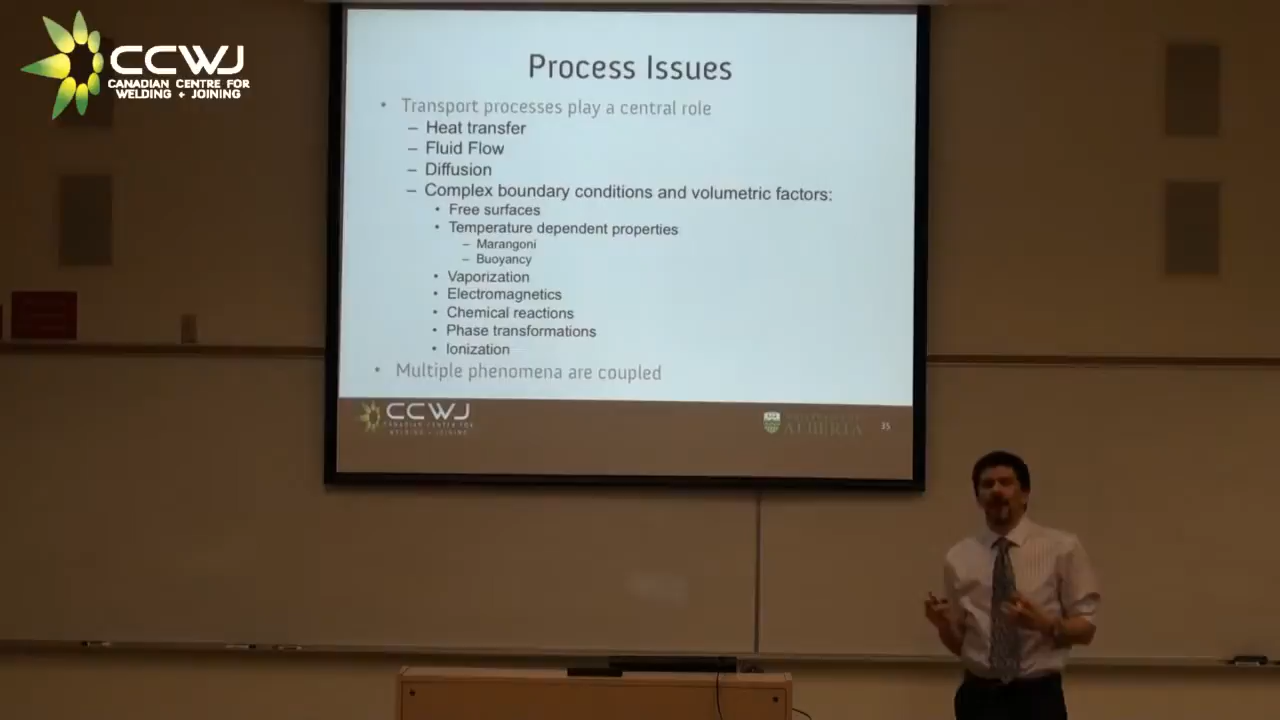 CCWJ
CANADIAN CENTRE FOR
WELDING + JOINING
Process Issues
• Transport processes play a central role
– Heat transfer
– Fluid Flow
– Diffusion
– Complex boundary conditions and volumetric factors:
• Free surfaces
• Temperature dependent properties
– Marangoni
– Buoyancy
• Vaporization
• Electromagnetics
• Chemical reactions
• Phase transformations
• Ionization
• Multiple phenomena are coupled
CCWJ
CANADIAN CENTRE FOR
WELDING + JOINING
ALBERTA
35